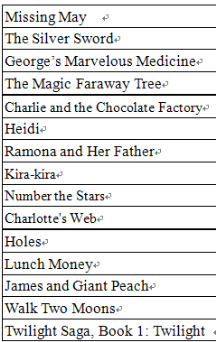 Missing May
The Silver Sword
George's Marvelous Medicine
The Magic Faraway Tree
Charlie and the Chocolate Factory
Heidi
Ramona and Her Father
Kira-kira
Number the Stars
Charlotte's Web
Holes
Lunch Money
James and Giant Peach
Walk Two Moons
Twilight Saga, Book 1: Twilight